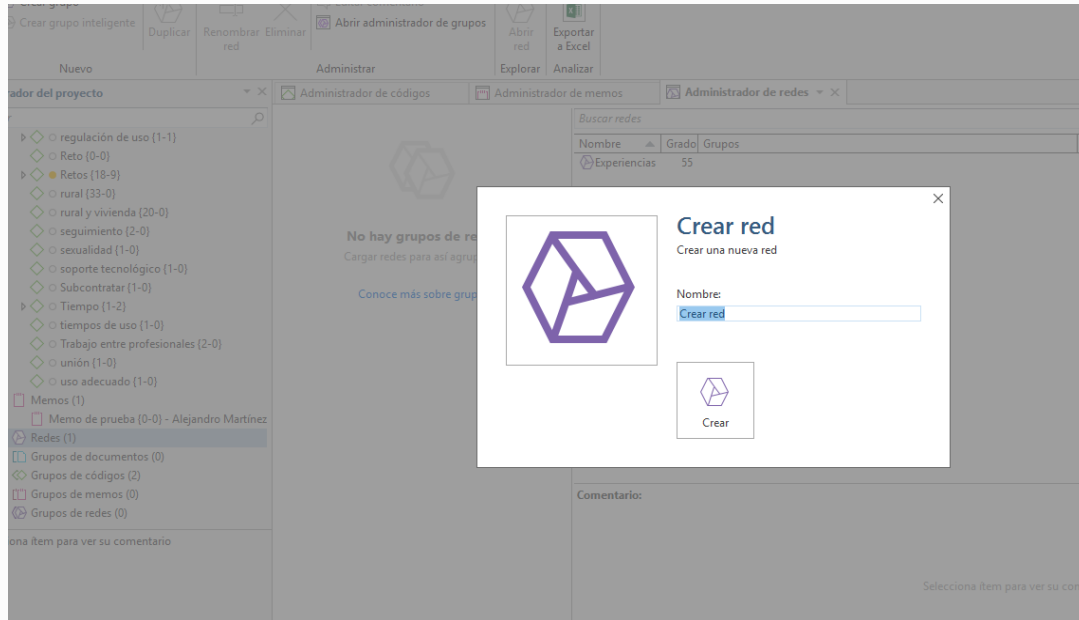 Crear grupo
Crear grupo inteligente
Duplicar
Renombrar red
Eliminar
Editar comentario
Abrir administrador de grupos
Abrir red
Exportar a Excel
Nuevo
Administrar
Explorar
Analizar
rador del proyecto
Administrador de códigos
Administrador de memos
Administrador de redes
regulación de uso {1-1}
Reto {0-0}
Retos {18-9}
rural {33-0}
rural y vivienda {20-0}
seguimiento {2-0}
sexualidad {1-0}
soporte tecnológico {1-0}
Subcontratar {1-0}
Tiempo {1-2}
tiempos de uso {1-0}
Trabajo entre profesionales {2-0}
unión {1-0}
uso adecuado {1-0}
Memos (1)
Memo de prueba {0-0} - Alejandro Martínez
Redes (1)
Grupos de documentos (0)
Grupos de códigos (2)
Grupos de memos (0)
Grupos de redes (0)
ona ítem para ver su comentario
No hay grupos de re
Cargar redes para así agrup
Conoce más sobre grup
Buscar redes
Nombre Grado Grupos
Experiencias 55
Crear red
Crear una nueva red
Nombre:
Crear red
Crear
Comentario:
Selecciona ítem para ver su con